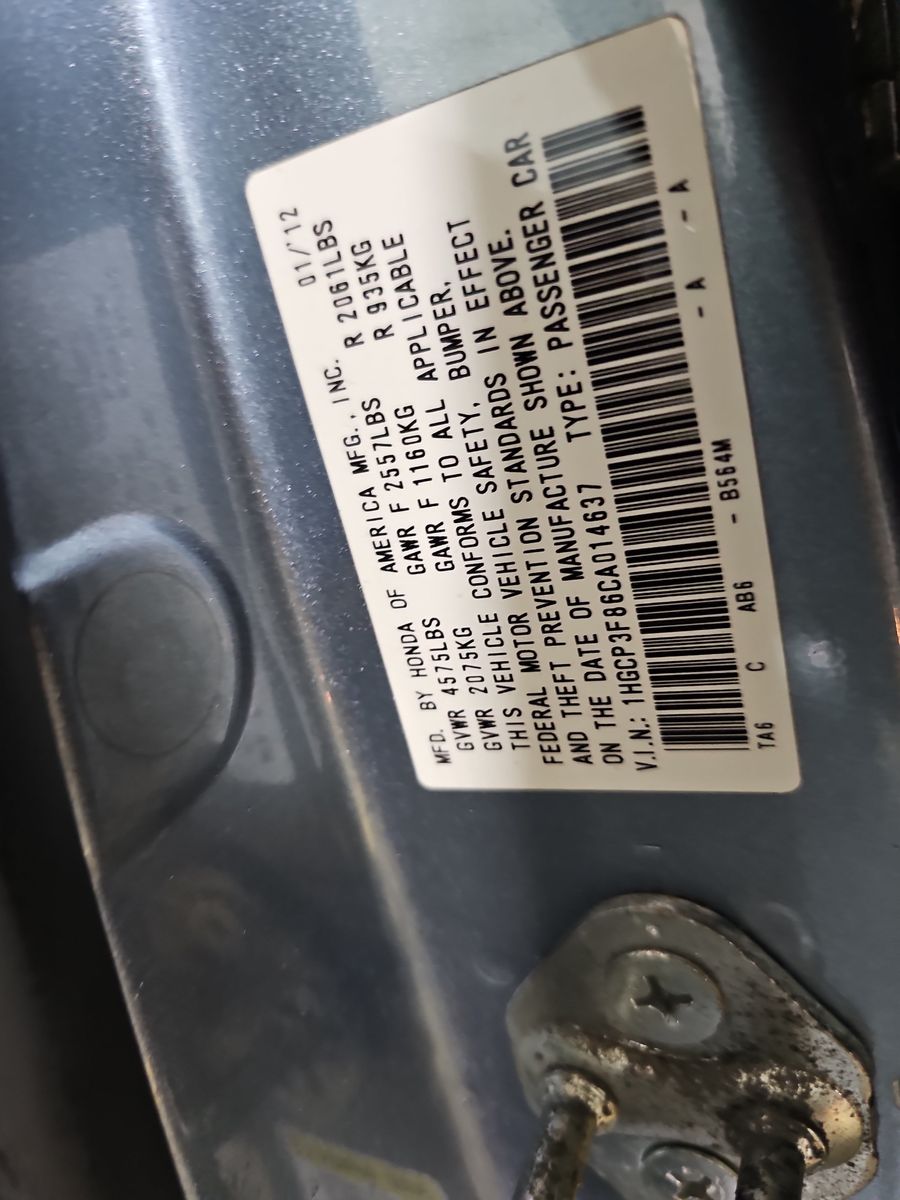 MFD. BY HONDA OF AMERICA MFG., INC. 01/'12
GVWR 4575LBS GAWR F 2557LBS R 2061LBS
GVWR 2075KG GAWR F 1160KG R 935KG
THIS VEHICLE CONFORMS TO ALL APPLICABLE
FEDERAL MOTOR VEHICLE SAFETY, BUMPER,
AND THEFT PREVENTION STANDARDS IN EFFECT
ON THE DATE OF MANUFACTURE SHOWN ABOVE.
V.I.N.: 1HGCP3F86CA014637 TYPE: PASSENGER CAR
TA6 C AB6 - B564M - A - A